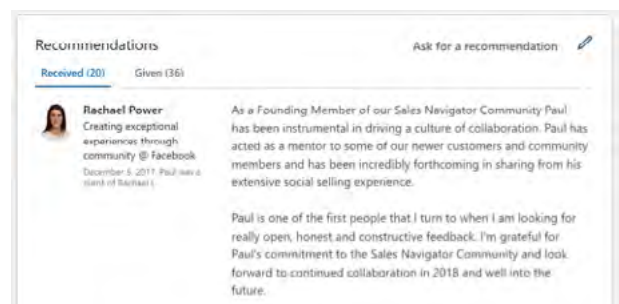 Recommendations
Ask for a recommendation
Received (20) Given (36)
Rachael Power
Creating exceptional
experiences through
community @ Facebook
December 5, 2017, Paul was a
client of Rachael's
As a Founding Member of our Sales Navigator Community Paul
has been instrumental in driving a culture of collaboration. Paul has
acted as a mentor to some of our newer customers and community
members and has been incredibly forthcoming in sharing from his
extensive social selling experience.
Paul is one of the first people that I turn to when I am looking for
really open, honest and constructive feedback. I'm grateful for
Paul's commitment to the Sales Navigator Community and look
forward to continued collaboration in 2018 and well into the
future.